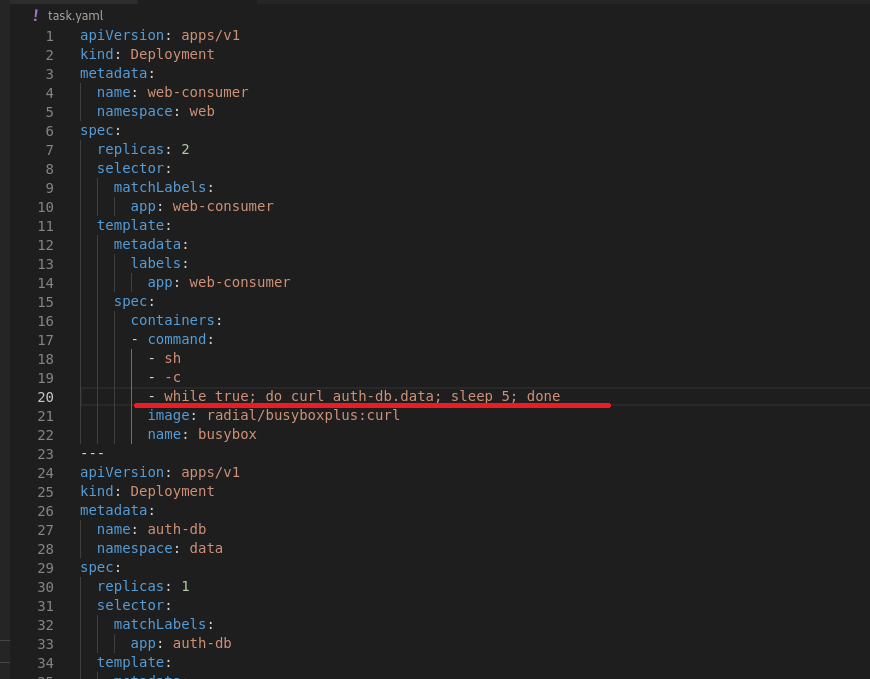 ! task.yaml
1 apiVersion: apps/v1
2 kind: Deployment
3 metadata:
4   name: web-consumer
5   namespace: web
6 spec:
7   replicas: 2
8   selector:
9     matchLabels:
10       app: web-consumer
11   template:
12     metadata:
13       labels:
14         app: web-consumer
15     spec:
16       containers:
17       - command:
18         - sh
19         - -c
20         - while true; do curl auth-db.data; sleep 5; done
21         image: radial/busyboxplus:curl
22         name: busybox
23 ---
24 apiVersion: apps/v1
25 kind: Deployment
26 metadata:
27   name: auth-db
28   namespace: data
29 spec:
30   replicas: 1
31   selector:
32     matchLabels:
33       app: auth-db
34   template: